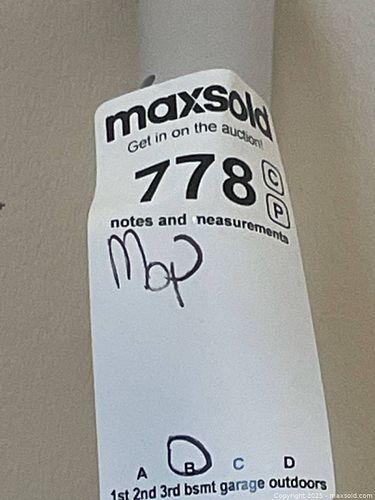 maxsold
Get in on the auction!
778 C
P
notes and measurements
Mop
A B C D
1st 2nd 3rd bsmt garage outdoors
Copyright 2025 - maxsold.com